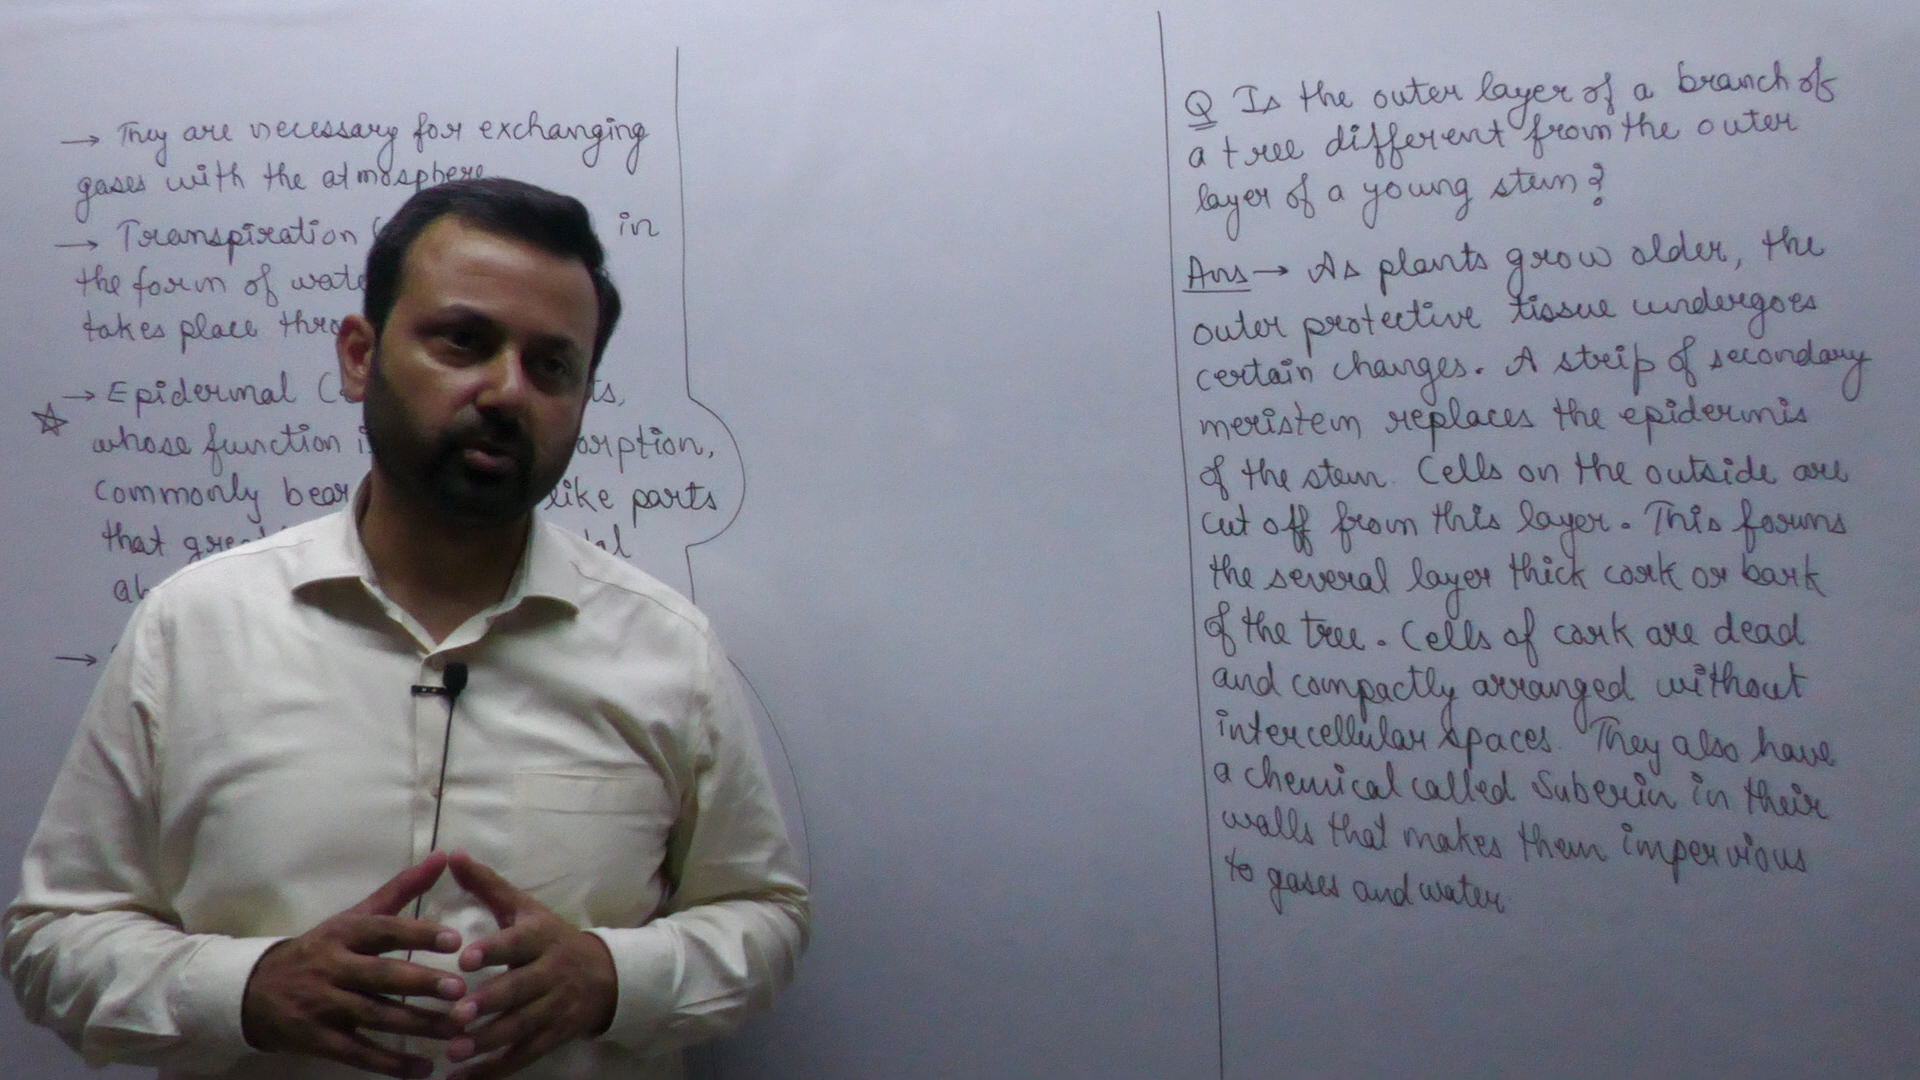 → They are necessary for exchanging
gases with the atmosphere
→ Transpiration in
the form of
takes place
→ Epidermal
whose function
commonly like parts
that
→
Q Is the outer layer of a branch of
a tree different from the outer
layer of a young stem?
Ans → As plants grow older, the
outer protective tissue undergoes
certain changes. A strip of secondary
meristem replaces the epidermis
of the stem. Cells on the outside are
cut off from this layer. This forms
the several layer thick cork or bark
of the tree. Cells of cork are dead
and compactly arranged without
intercellular spaces. They also have
a chemical called Suberin in their
walls that makes them impervious
to gases and water